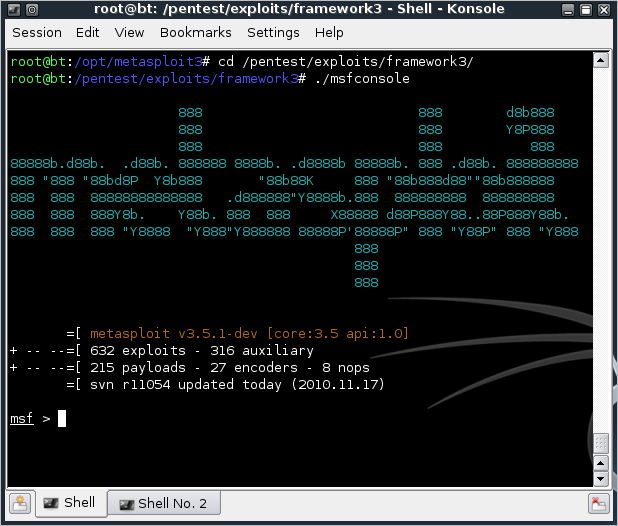 root@bt: /pentest/exploits/framework3 - Shell - Konsole
Session Edit View Bookmarks Settings Help
root@bt:/opt/metasploit3# cd /pentest/exploits/framework3/
root@bt:/pentest/exploits/framework3# ./msfconsole
                     888                           888        d8b888
                     888                           888        Y8P888
                     888                           888           888
88888b.d88b.  .d88b. 888888 8888b. .d8888b 88888b. 888 .d88b. 888888888
888 "888 "88bd8P  Y8b888       "88b88K     888 "88b888d88""88b888888
888  888  88888888888888   .d888888"Y8888b.888  888888888  888888888
888  888  888Y8b.    Y88b. 888  888     X88888 d88P888Y88..88P888Y88b.
888  888  888 "Y8888  "Y888"Y888888 88888P'88888P" 888 "Y88P" 888 "Y888
                                           888
                                           888
                                           888
=[ metasploit v3.5.1-dev [core:3.5 api:1.0]
+ -- --=[ 632 exploits - 316 auxiliary
+ -- --=[ 215 payloads - 27 encoders - 8 nops
=[ svn r11054 updated today (2010.11.17)
msf >
Shell Shell No. 2